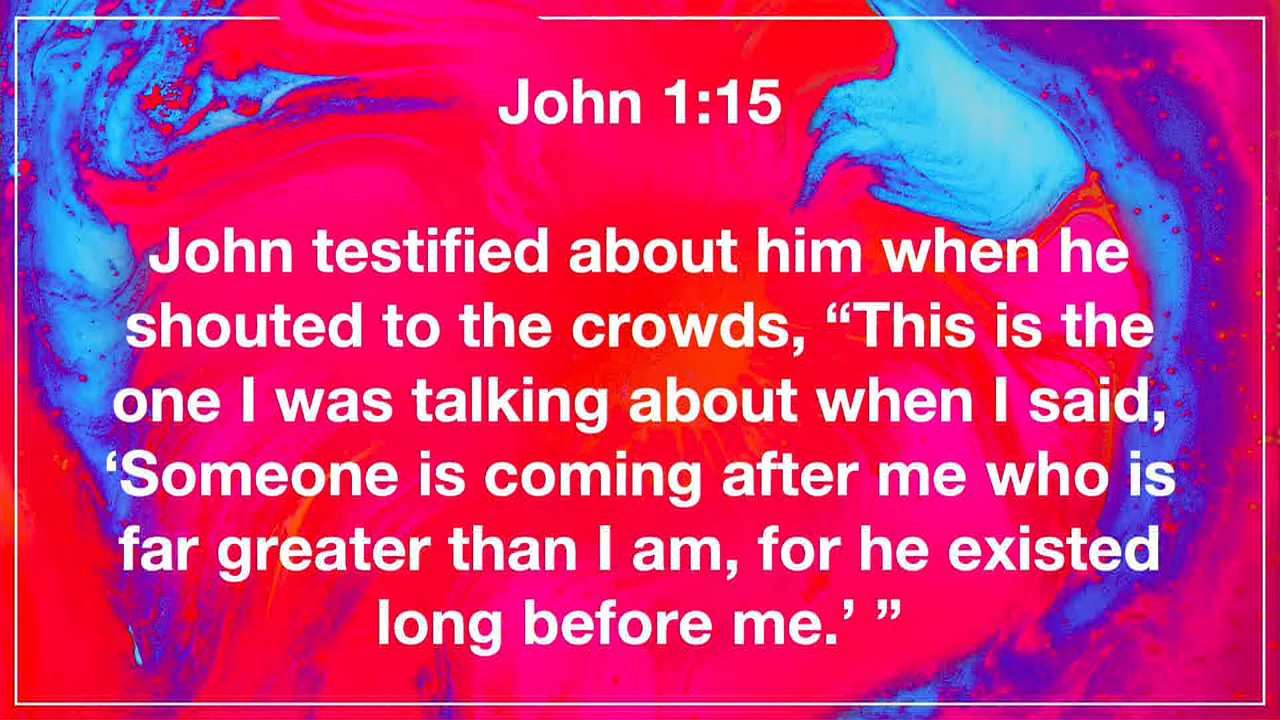 John 1:15
John testified about him when he
shouted to the crowds, “This is the
one I was talking about when I said,
‘Someone is coming after me who is
far greater than I am, for he existed
long before me.’ ”